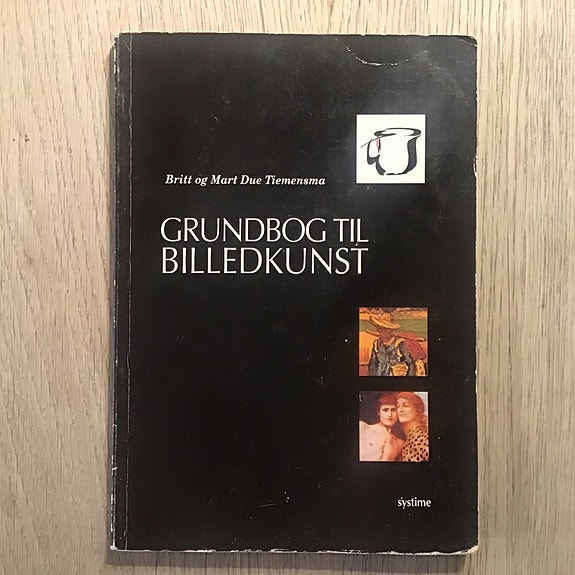 Britt og Mart Due Tiemensma
GRUNDBOG TIL
BILLEDKUNST
systime